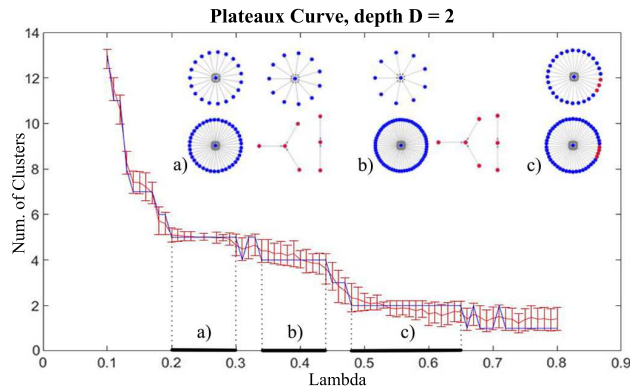 Plateaux Curve, depth D = 2
Num. of Clusters
14
12
10
8
6
4
2
0
a)
b)
c)
a)
b)
c)
0
0.1
0.2
0.3
0.4
0.5
0.6
0.7
0.8
0.9
Lambda